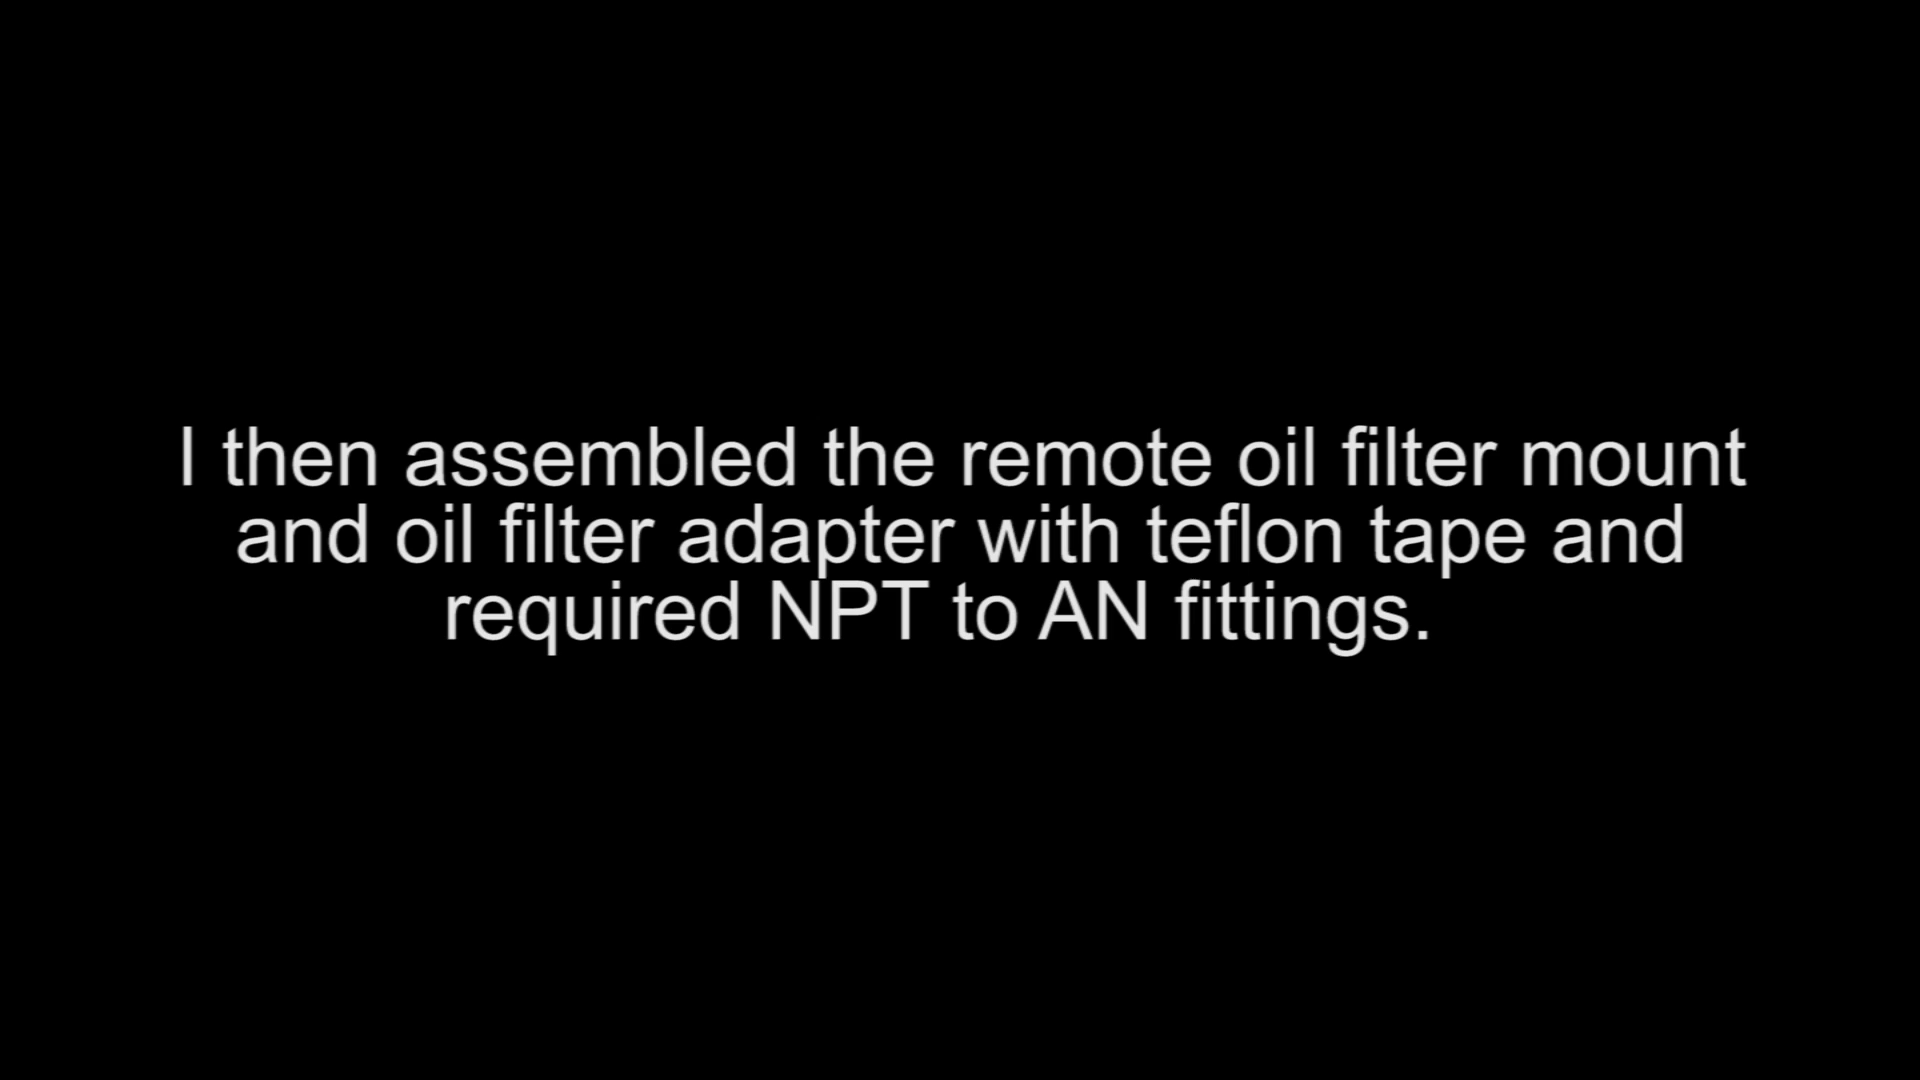 I then assembled the remote oil filter mount
and oil filter adapter with teflon tape and
required NPT to AN fittings.